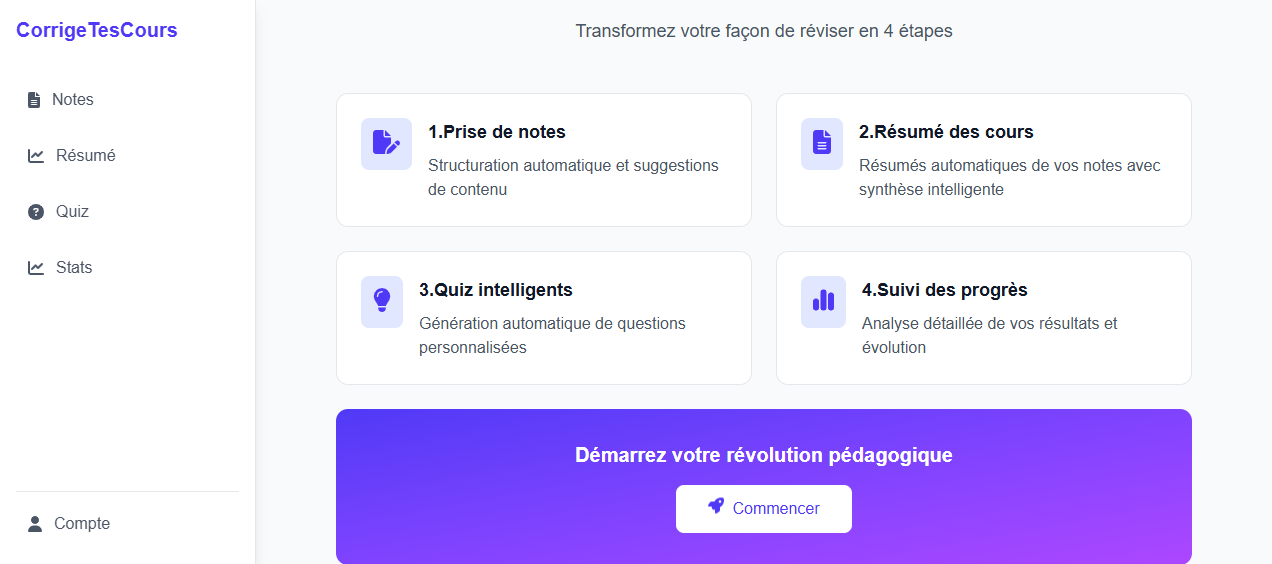 CorrigeTesCours
Notes
Résumé
Quiz
Stats
Compte
Transformez votre façon de réviser en 4 étapes
1.Prise de notes
Structuration automatique et suggestions
de contenu
2.Résumé des cours
Résumés automatiques de vos notes avec
synthèse intelligente
3.Quiz intelligents
Génération automatique de questions
personnalisées
4.Suivi des progrès
Analyse détaillée de vos résultats et
évolution
Démarrez votre révolution pédagogique
Commencer